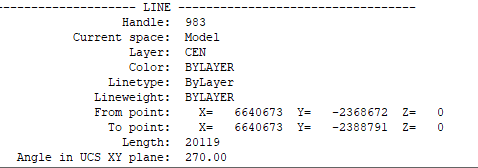 ----------------------- LINE -----------------------------------
Handle: 983
Current space: Model
Layer: CEN
Color: BYLAYER
Linetype: ByLayer
Lineweight: BYLAYER
From point: X= 6640673 Y= -2368672 Z= 0
To point: X= 6640673 Y= -2388791 Z= 0
Length: 20119
Angle in UCS XY plane: 270.00